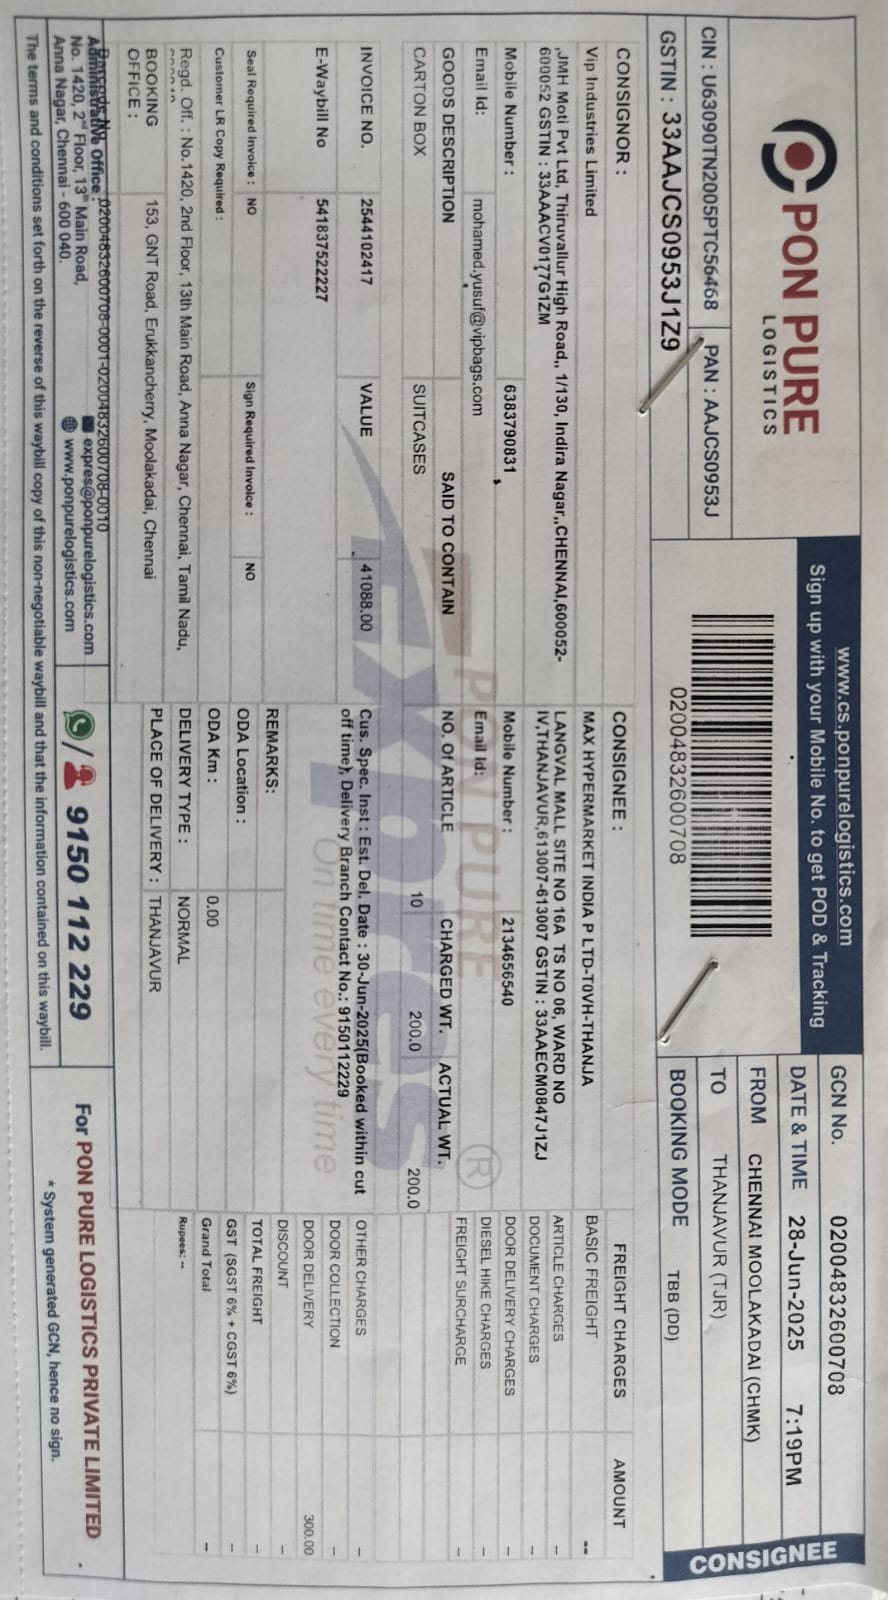 PON PURE
LOGISTICS
CIN : U63090TN2005PTC56468 PAN : AAJCS0953J
GSTIN : 33AAJCS0953J1Z9
www.cs.ponpurelogistics.com
Sign up with your Mobile No. to get POD & Tracking
02004832600708
GCN No. 02004832600708
DATE & TIME 28-Jun-2025 7:19PM
FROM CHENNAI MOOLAKADAI (CHMK)
TO THANJAVUR (TJR)
BOOKING MODE TBB (DD)
CONSIGNEE
CONSIGNOR :
Vip Industries Limited
,JMH Moti Pvt Ltd, Thiruvallur High Road,, 1/130, Indira Nagar,,CHENNAI,600052-
600052 GSTIN : 33AAACV0177G1ZM
Mobile Number : 6383790831
Email Id: mohamed.yusuf@vipbags.com
CONSIGNEE :
MAX HYPERMARKET INDIA P LTD-T0VH-THANJA
LANGVAL MALL SITE NO 16A TS NO 06, WARD NO
IV,THANJAVUR,613007-613007 GSTIN : 33AAECM0847J1ZJ
Mobile Number : 2134656540
Email Id:
GOODS DESCRIPTION SAID TO CONTAIN NO. Of ARTICLE CHARGED WT. ACTUAL WT.
CARTON BOX SUITCASES 10 200.0 200.0
INVOICE NO. 2544102417 VALUE 41088.00
E-Waybill No 541837522227
Cus. Spec. Inst : Est. Del. Date : 30-Jun-2025(Booked within cut
off time), Delivery Branch Contact No.: 9150112229
Seal Required Invoice : NO Sign Required Invoice : NO
Customer LR Copy Required :
REMARKS:
ODA Location :
ODA Km : 0.00
DELIVERY TYPE : NORMAL
PLACE OF DELIVERY : THANJAVUR
Regd. Off. : No.1420, 2nd Floor, 13th Main Road, Anna Nagar, Chennai, Tamil Nadu,
BOOKING OFFICE : 153, GNT Road, Erukkancherry, Moolakadai, Chennai
FREIGHT CHARGES AMOUNT
BASIC FREIGHT --
ARTICLE CHARGES –
DOCUMENT CHARGES –
DOOR DELIVERY CHARGES –
DIESEL HIKE CHARGES –
FREIGHT SURCHARGE –
OTHER CHARGES –
DOOR COLLECTION –
DOOR DELIVERY 300.00
DISCOUNT –
TOTAL FREIGHT –
GST (SGST 6% + CGST 6%) –
Grand Total –
Rupees: --
PON PURE
Expres
®
On time every time
Barcode No 02004832600708-0001-02004832600708-0010
Administrative Office :
No. 1420, 2nd Floor, 13th Main Road,
Anna Nagar, Chennai - 600 040.
expres@ponpurelogistics.com
www.ponpurelogistics.com
/ 9150 112 229
For PON PURE LOGISTICS PRIVATE LIMITED
* System generated GCN, hence no sign.
The terms and conditions set forth on the reverse of this waybill copy of this non-negotiable waybill and that the information contained on this waybill.